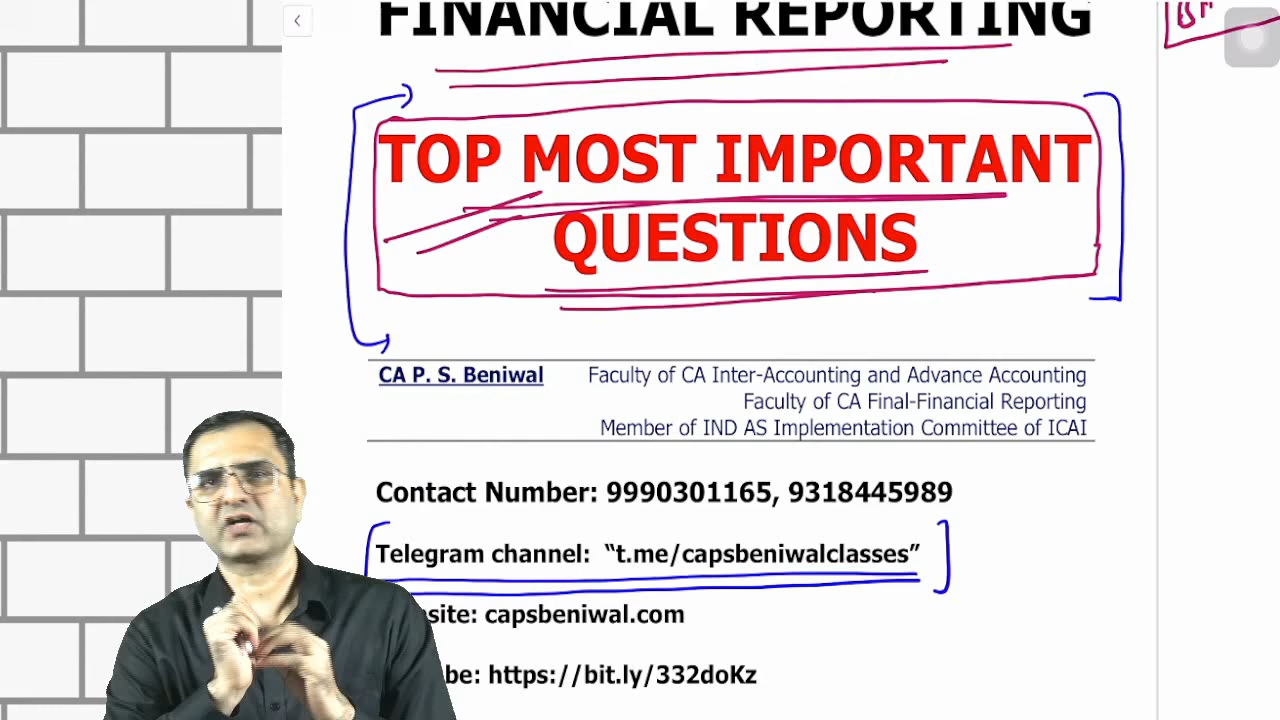 FINANCIAL REPORTING
TOP MOST IMPORTANT
QUESTIONS
CA P. S. Beniwal
Faculty of CA Inter-Accounting and Advance Accounting
Faculty of CA Final-Financial Reporting
Member of IND AS Implementation Committee of ICAI
Contact Number: 9990301165, 9318445989
Telegram channel: “t.me/capsbeniwalclasses”
capsbeniwal.com
https://bit.ly/332doKz